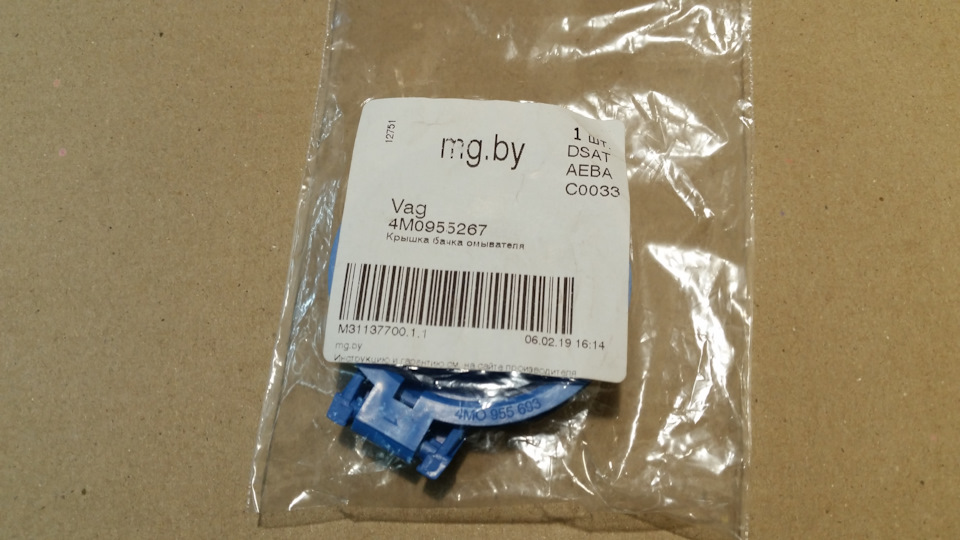 12751
mg.by
1 шт.
DSAT
AEBA
C0033
Vag
4M0955267
Крышка бачка омывателя
M31137700.1.1
06.02.19 16:14
mg.by
Инструкцию и гарантию см. на сайте производителя
4M0 955 693